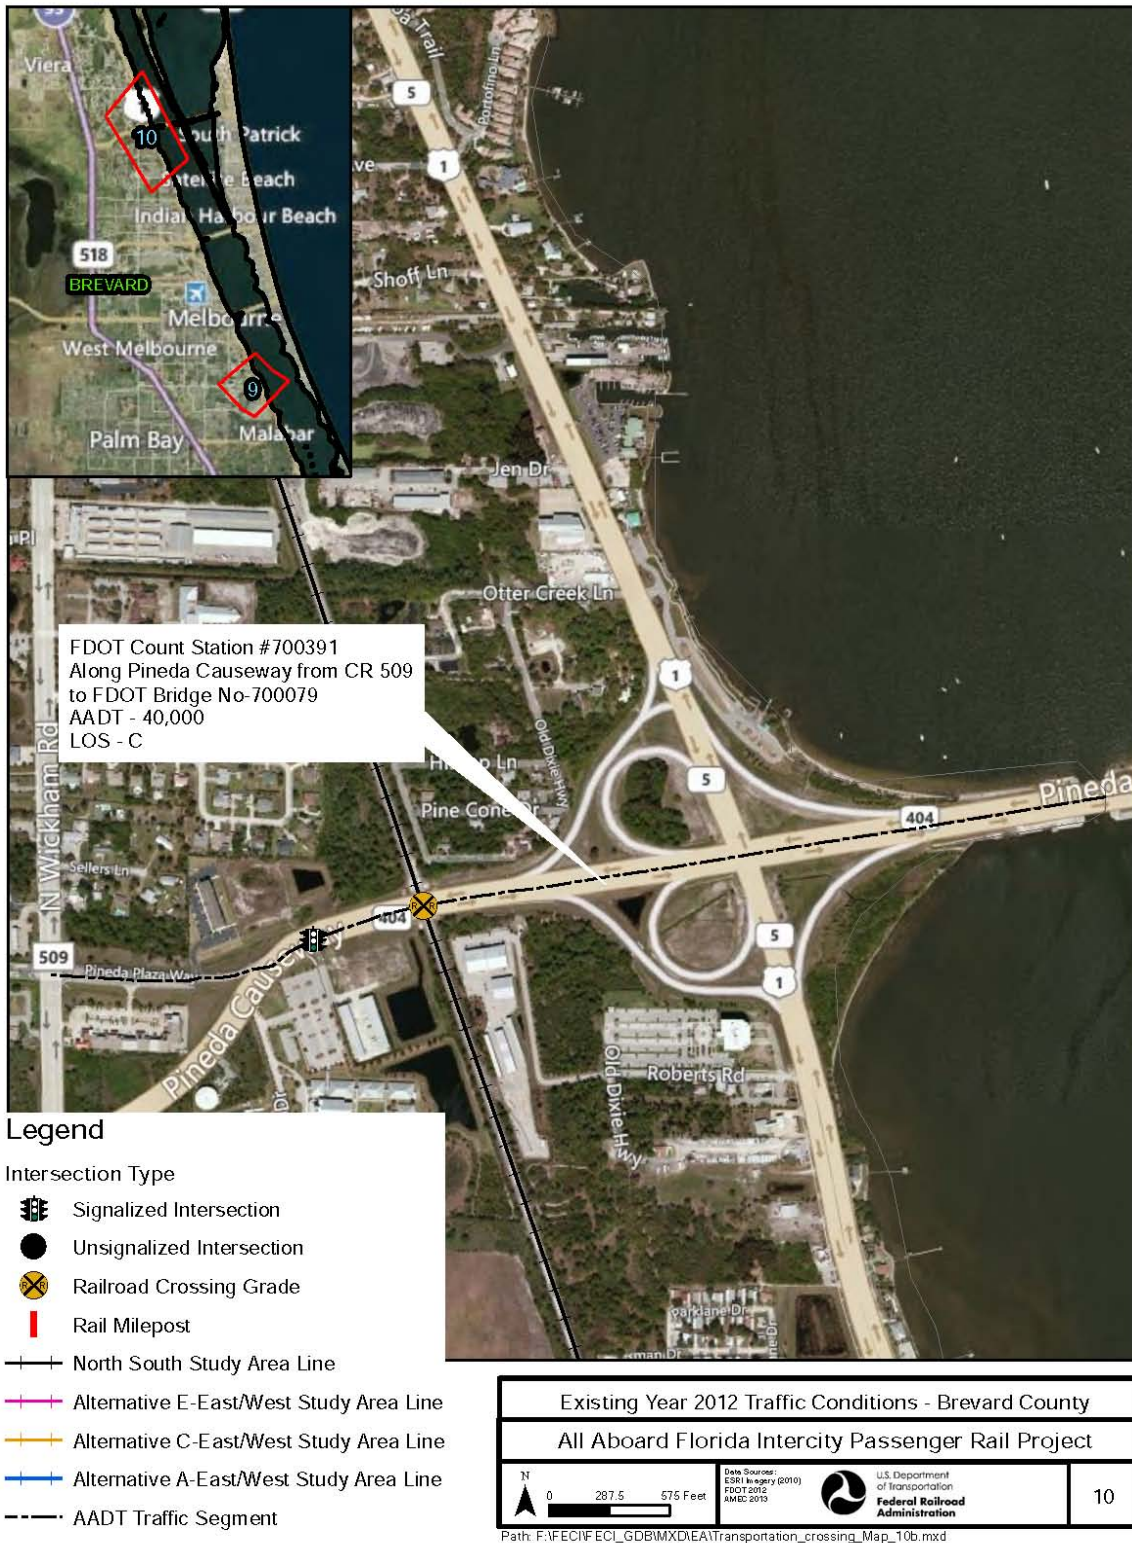 Viera
10
South Patrick
Satellite Beach
Indian Harbour Beach
518
BREVARD
Melbourne
West Melbourne
9
Palm Bay
Malabar
Trail
Portofino Ln
5
1
Shoff Ln
Jen Dr
Otter Creek Ln
FDOT Count Station #700391
Along Pineda Causeway from CR 509
to FDOT Bridge No-700079
AADT - 40,000
LOS - C
1
Old Dixie Hwy
5
Pine Cone Dr
404
Pineda
N Wickham Rd
Sellers Ln
R R
404
509
Pineda Plaza Way
Pineda Causeway
5
1
Old Dixie Hwy
Roberts Rd
Dr
Parklane Dr
Legend
Intersection Type
Signalized Intersection
Unsignalized Intersection
Railroad Crossing Grade
Rail Milepost
North South Study Area Line
Alternative E-East/West Study Area Line
Alternative C-East/West Study Area Line
Alternative A-East/West Study Area Line
AADT Traffic Segment
Existing Year 2012 Traffic Conditions - Brevard County
All Aboard Florida Intercity Passenger Rail Project
N
0 287.5 575 Feet
Data Sources:
ESRI Imagery (2010)
FDOT 2012
AMEC 2013
U.S. Department
of Transportation
Federal Railroad
Administration
10
Path: F:\FECI\FECI_GDB\MXD\EA\Transportation_crossing_Map_10b.mxd